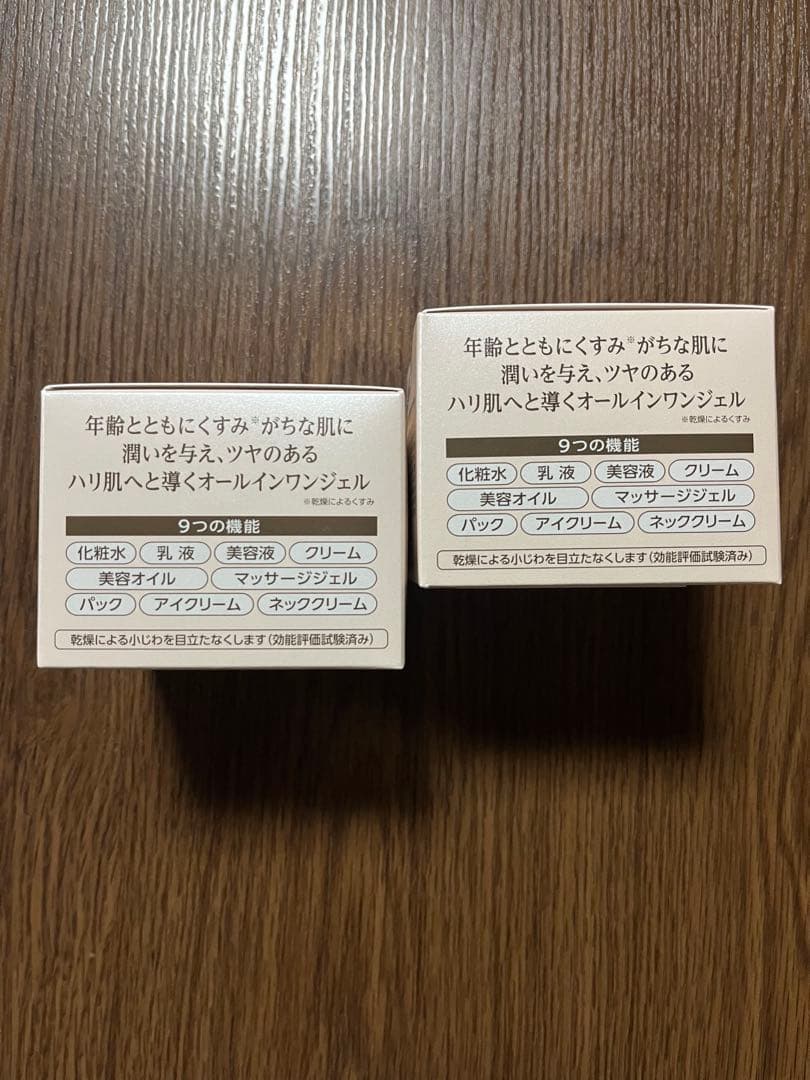 年齢とともにくすみ※がちな肌に
潤いを与え、ツヤのある
ハリ肌へと導くオールインワンジェル
※乾燥によるくすみ
9つの機能
化粧水 乳液 美容液 クリーム
美容オイル マッサージジェル
パック アイクリーム ネッククリーム
乾燥による小じわを目立たなくします(効能評価試験済み)
年齢とともにくすみ※がちな肌に
潤いを与え、ツヤのある
ハリ肌へと導くオールインワンジェル
※乾燥によるくすみ
9つの機能
化粧水 乳液 美容液 クリーム
美容オイル マッサージジェル
パック アイクリーム ネッククリーム
乾燥による小じわを目立たなくします(効能評価試験済み)